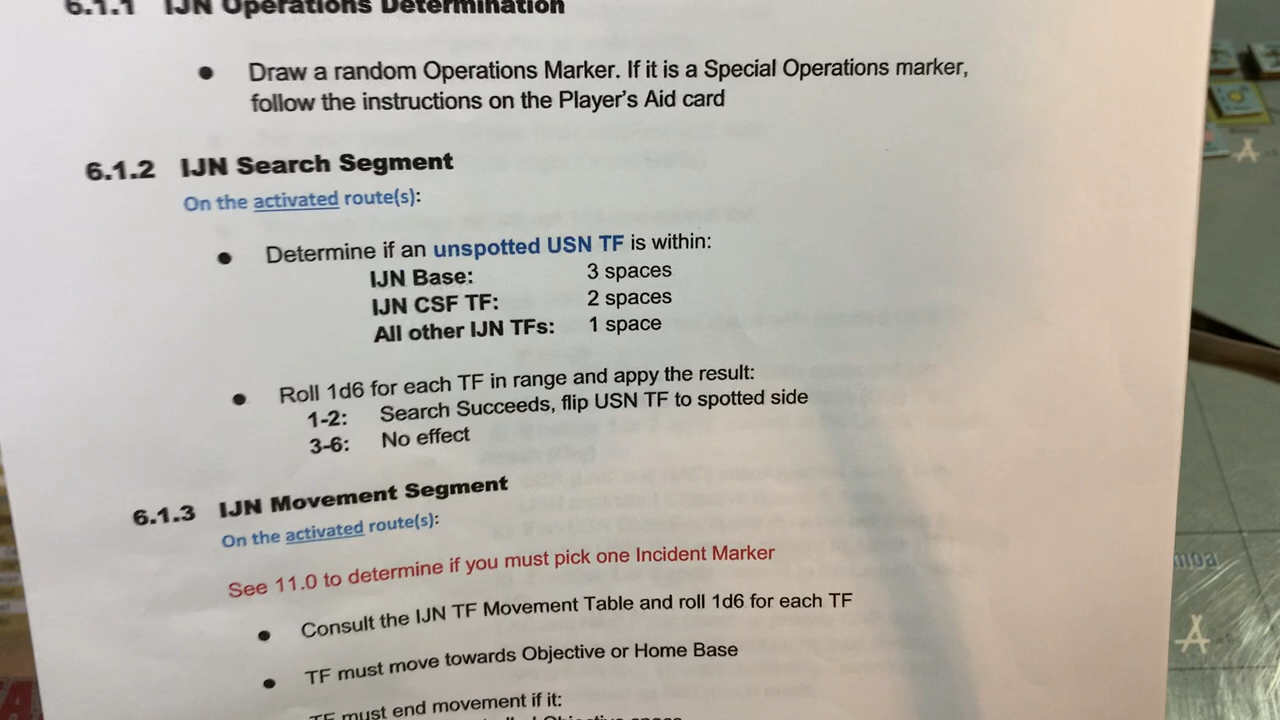 6.1.1 IJN Operations Determination
• Draw a random Operations Marker. If it is a Special Operations marker,
follow the instructions on the Player's Aid card
6.1.2 IJN Search Segment
On the activated route(s):
• Determine if an unspotted USN TF is within:
IJN Base: 3 spaces
IJN CSF TF: 2 spaces
All other IJN TFs: 1 space
• Roll 1d6 for each TF in range and appy the result:
1-2: Search Succeeds, flip USN TF to spotted side
3-6: No effect
6.1.3 IJN Movement Segment
On the activated route(s):
See 11.0 to determine if you must pick one Incident Marker
• Consult the IJN TF Movement Table and roll 1d6 for each TF
• TF must move towards Objective or Home Base
TF must end movement if it: